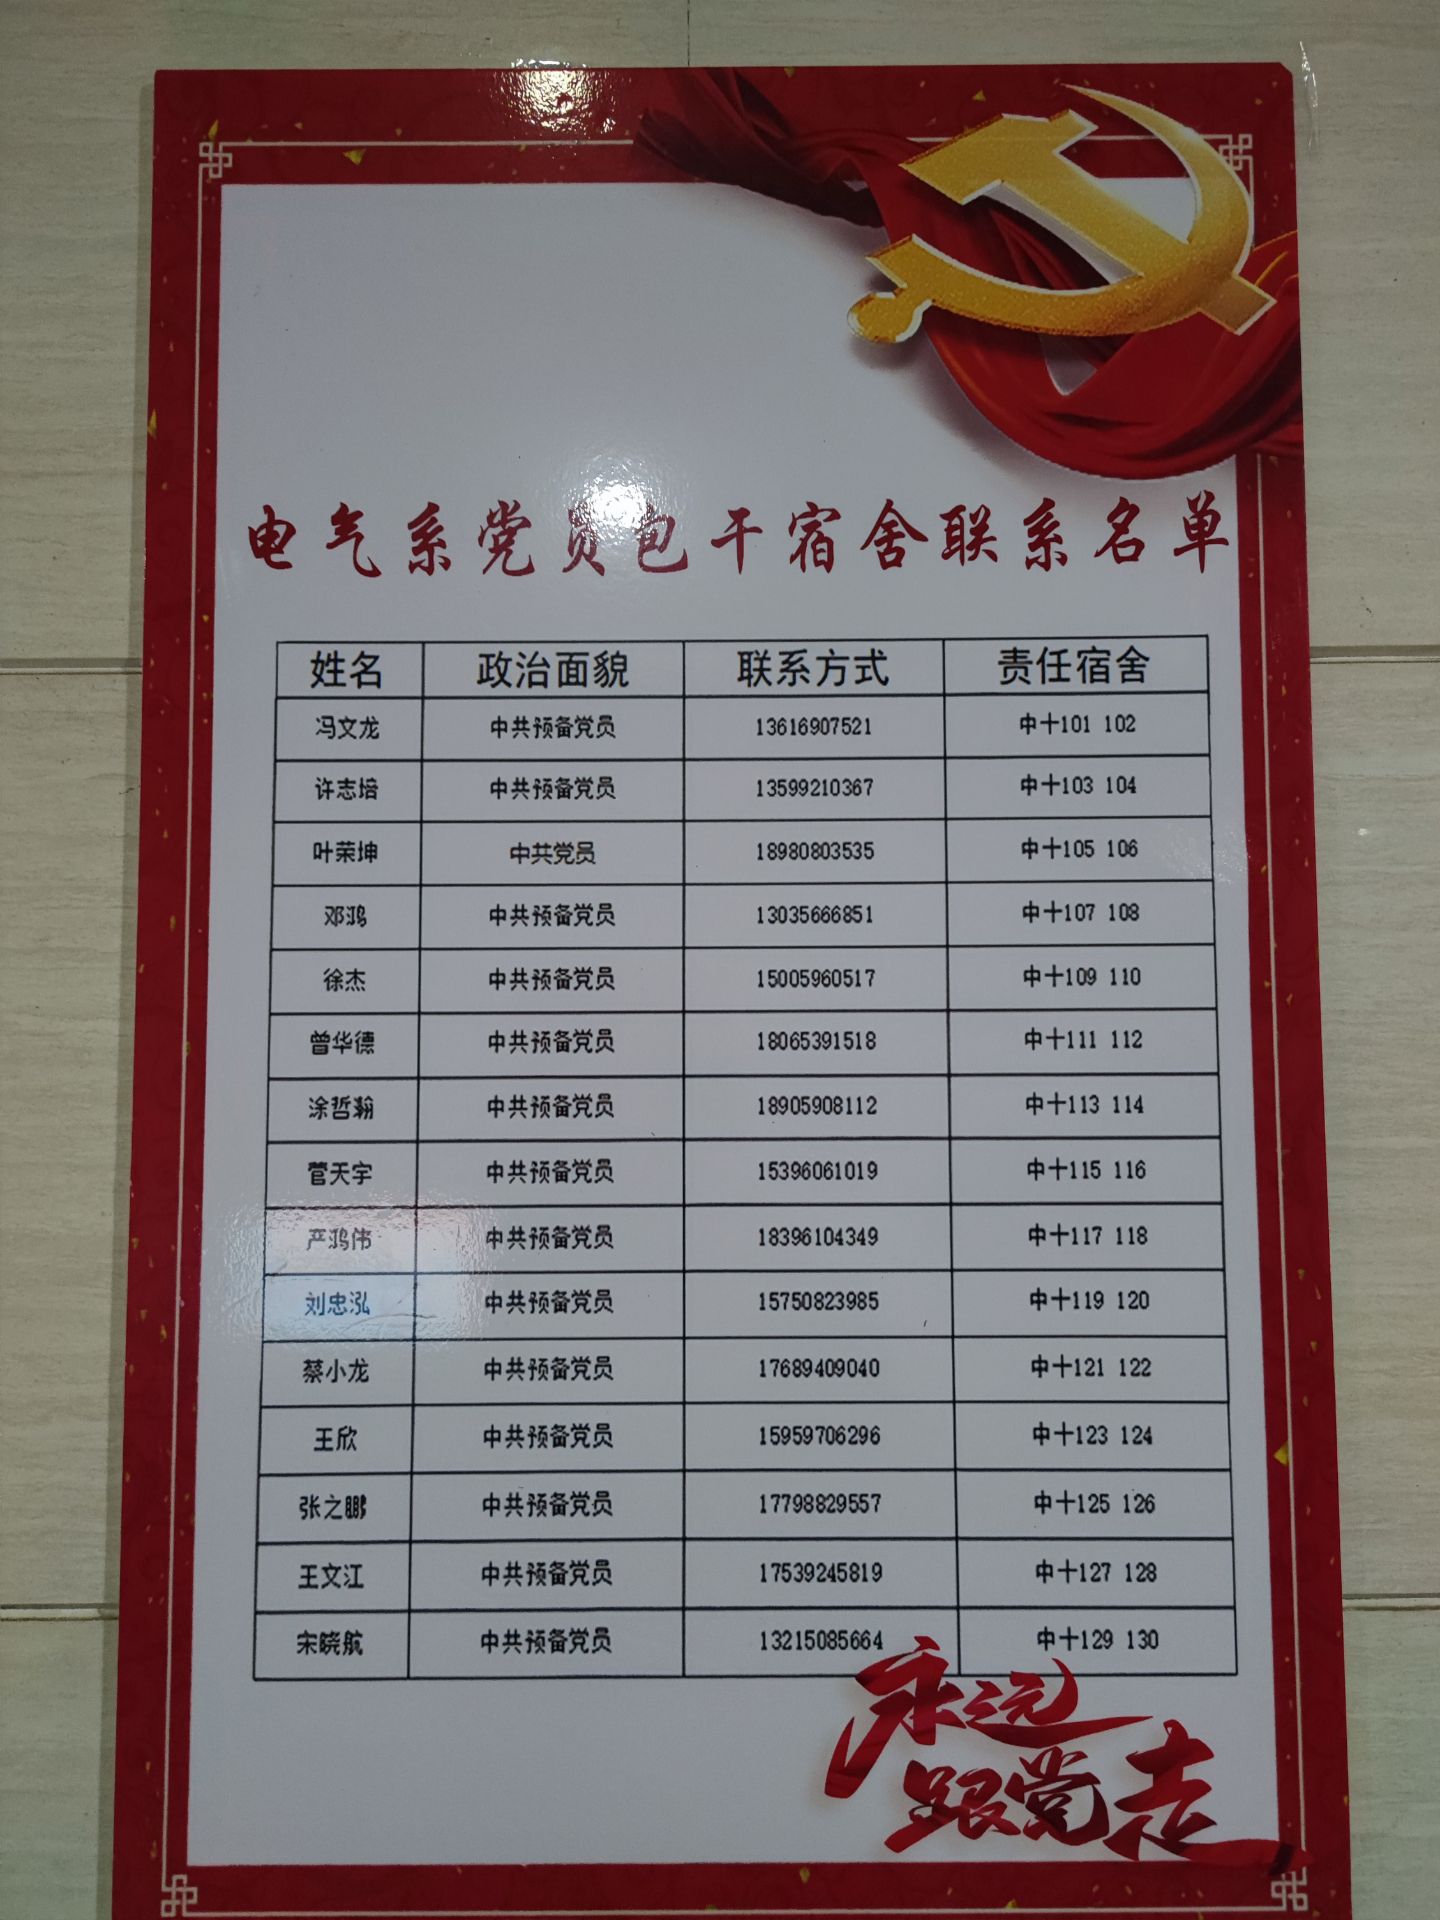 电气系党员包干宿舍联系名单
姓名 政治面貌 联系方式 责任宿舍
冯文龙 中共预备党员 13616907521 中十101 102
许志培 中共预备党员 13599210367 中十103 104
叶荣坤 中共党员 18980803535 中十105 106
邓鸿 中共预备党员 13035666851 中十107 108
徐杰 中共预备党员 15005960517 中十109 110
曾华德 中共预备党员 18065391518 中十111 112
涂哲瀚 中共预备党员 18905908112 中十113 114
管天宇 中共预备党员 15396061019 中十115 116
严鸿伟 中共预备党员 18396104349 中十117 118
刘忠泓 中共预备党员 15750823985 中十119 120
蔡小龙 中共预备党员 17689409040 中十121 122
王欣 中共预备党员 15959706296 中十123 124
张之鹏 中共预备党员 17798829557 中十125 126
王文江 中共预备党员 17539245819 中十127 128
宋晓航 中共预备党员 13215085664 中十129 130
永远
跟党走